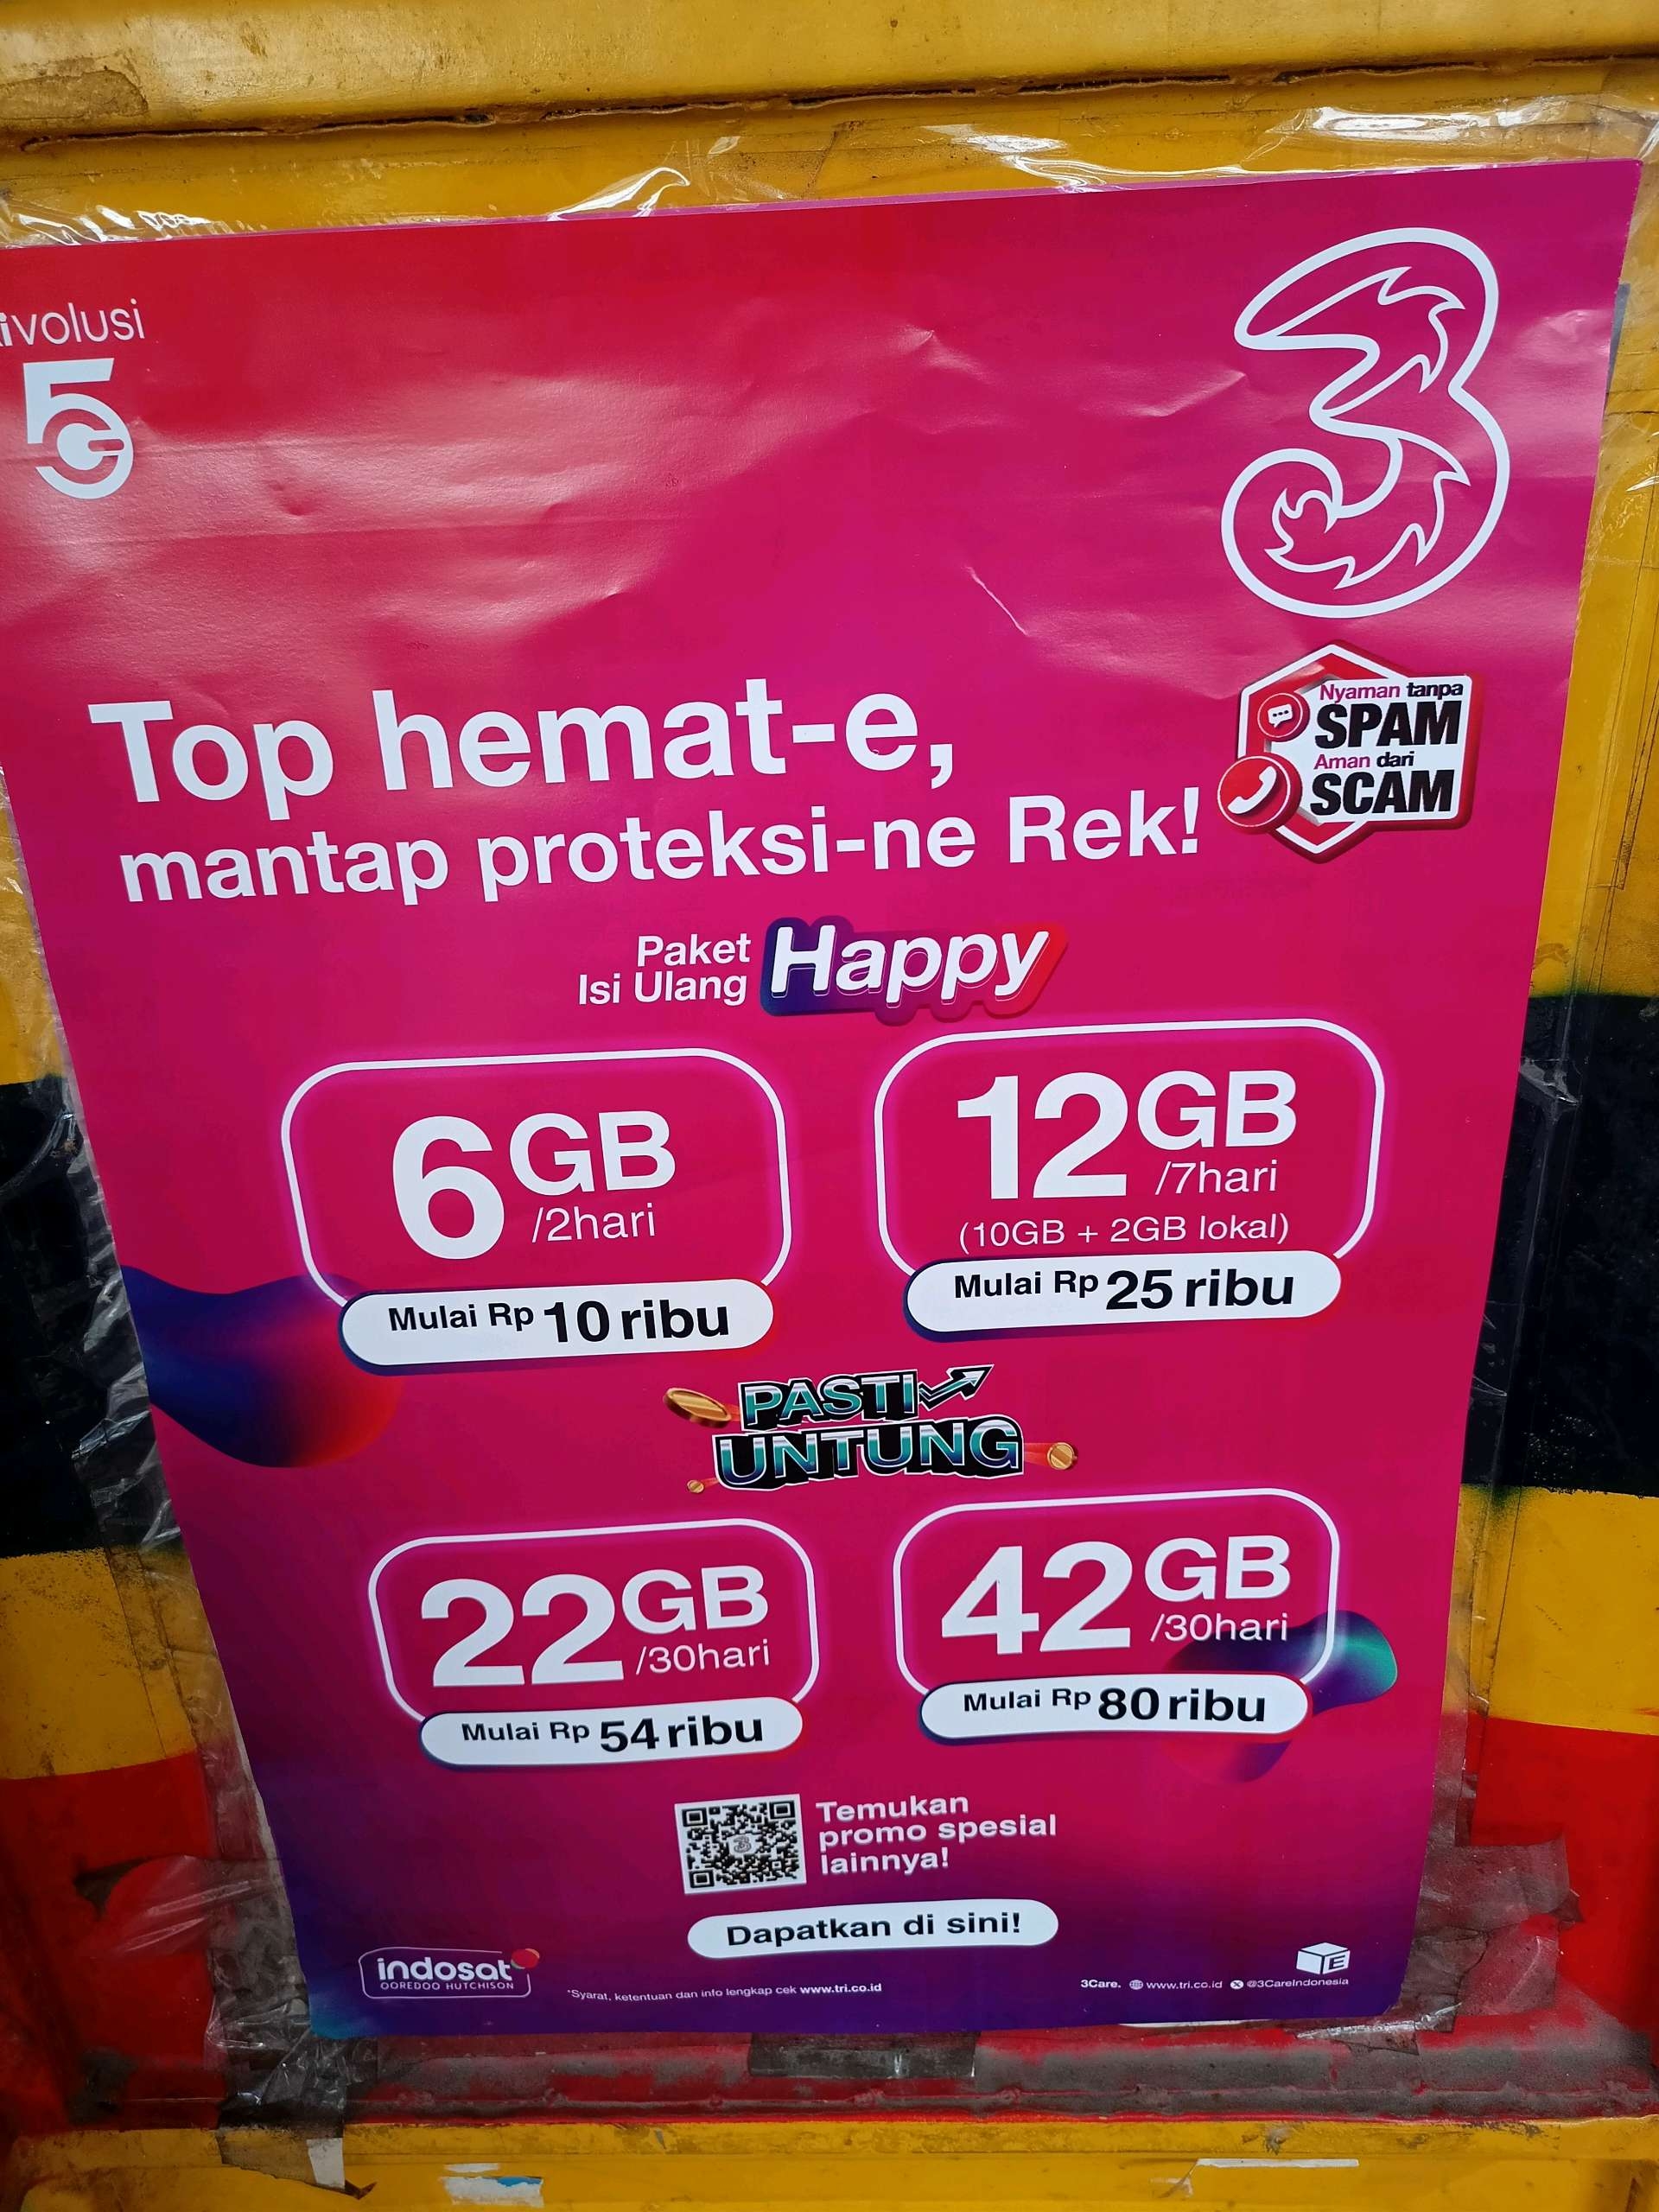 ivolusi
5G
3
Top hemat-e,
mantap proteksi-ne Rek!
Nyaman tanpa
SPAM
Aman dari
SCAM
Paket
Isi Ulang
Happy
6GB
/2hari
Mulai Rp 10 ribu
12GB
/7hari
(10GB + 2GB lokal)
Mulai Rp 25 ribu
PASTI
UNTUNG
22GB
/30hari
Mulai Rp 54 ribu
42GB
/30hari
Mulai Rp 80 ribu
Temukan
promo spesial
lainnya!
Dapatkan di sini!
indosat
OOREDOO HUTCHISON
*Syarat, ketentuan dan info lengkap cek www.tri.co.id
E
3Care. www.tri.co.id X @3CareIndonesia